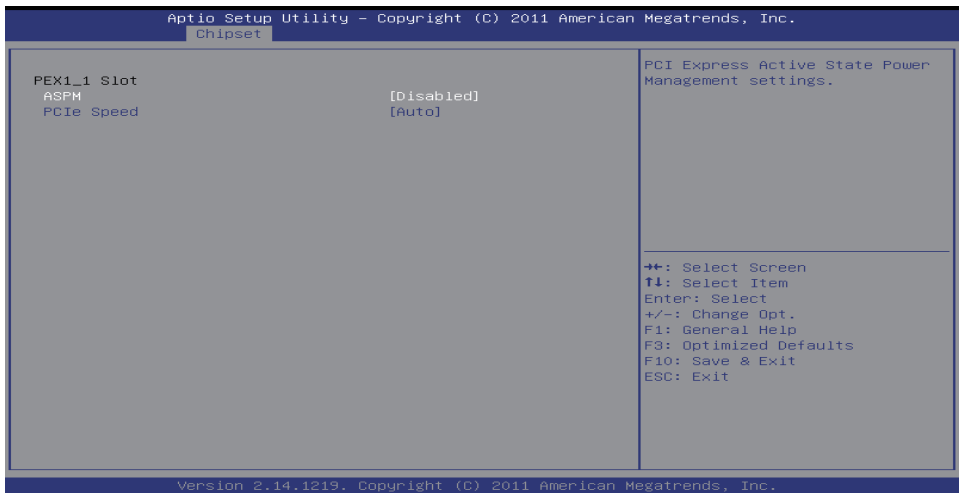 Aptio Setup Utility – Copyright (C) 2011 American Megatrends, Inc.
Chipset
PEX1_1 Slot
ASPM [Disabled]
PCIe Speed [Auto]
PCI Express Active State Power
Management settings.
→←: Select Screen
↑↓: Select Item
Enter: Select
+/-: Change Opt.
F1: General Help
F3: Optimized Defaults
F10: Save & Exit
ESC: Exit
Version 2.14.1219. Copyright (C) 2011 American Megatrends, Inc.